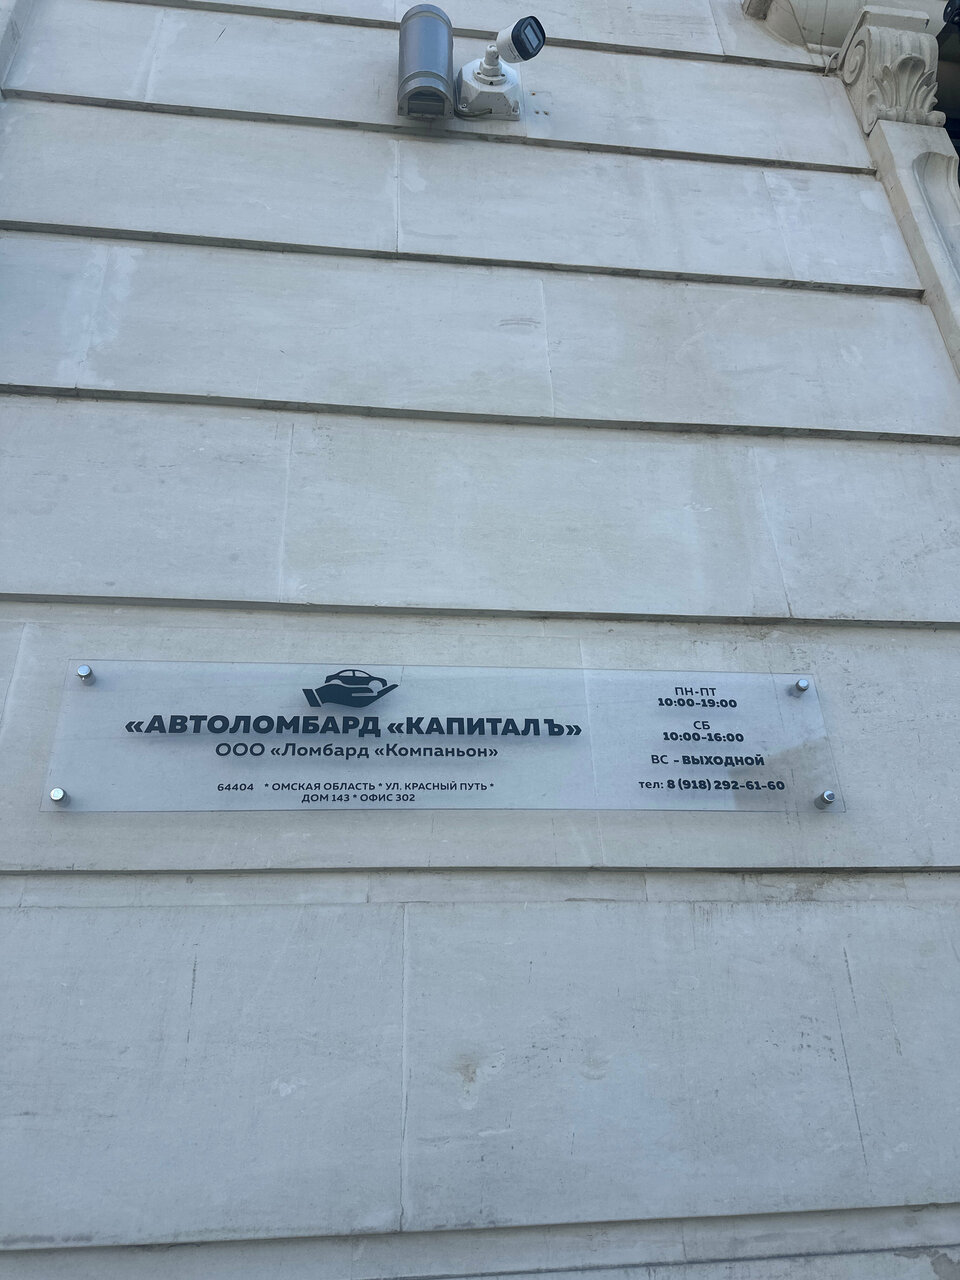 «АВТОЛОМБАРД «КАПИТАЛЪ»
ООО «Ломбард «Компаньон»
64404 * ОМСКАЯ ОБЛАСТЬ * УЛ. КРАСНЫЙ ПУТЬ *
ДОМ 143 * ОФИС 302
ПН-ПТ
10:00-19:00
СБ
10:00-16:00
ВС - ВЫХОДНОЙ
тел: 8 (918) 292-61-60